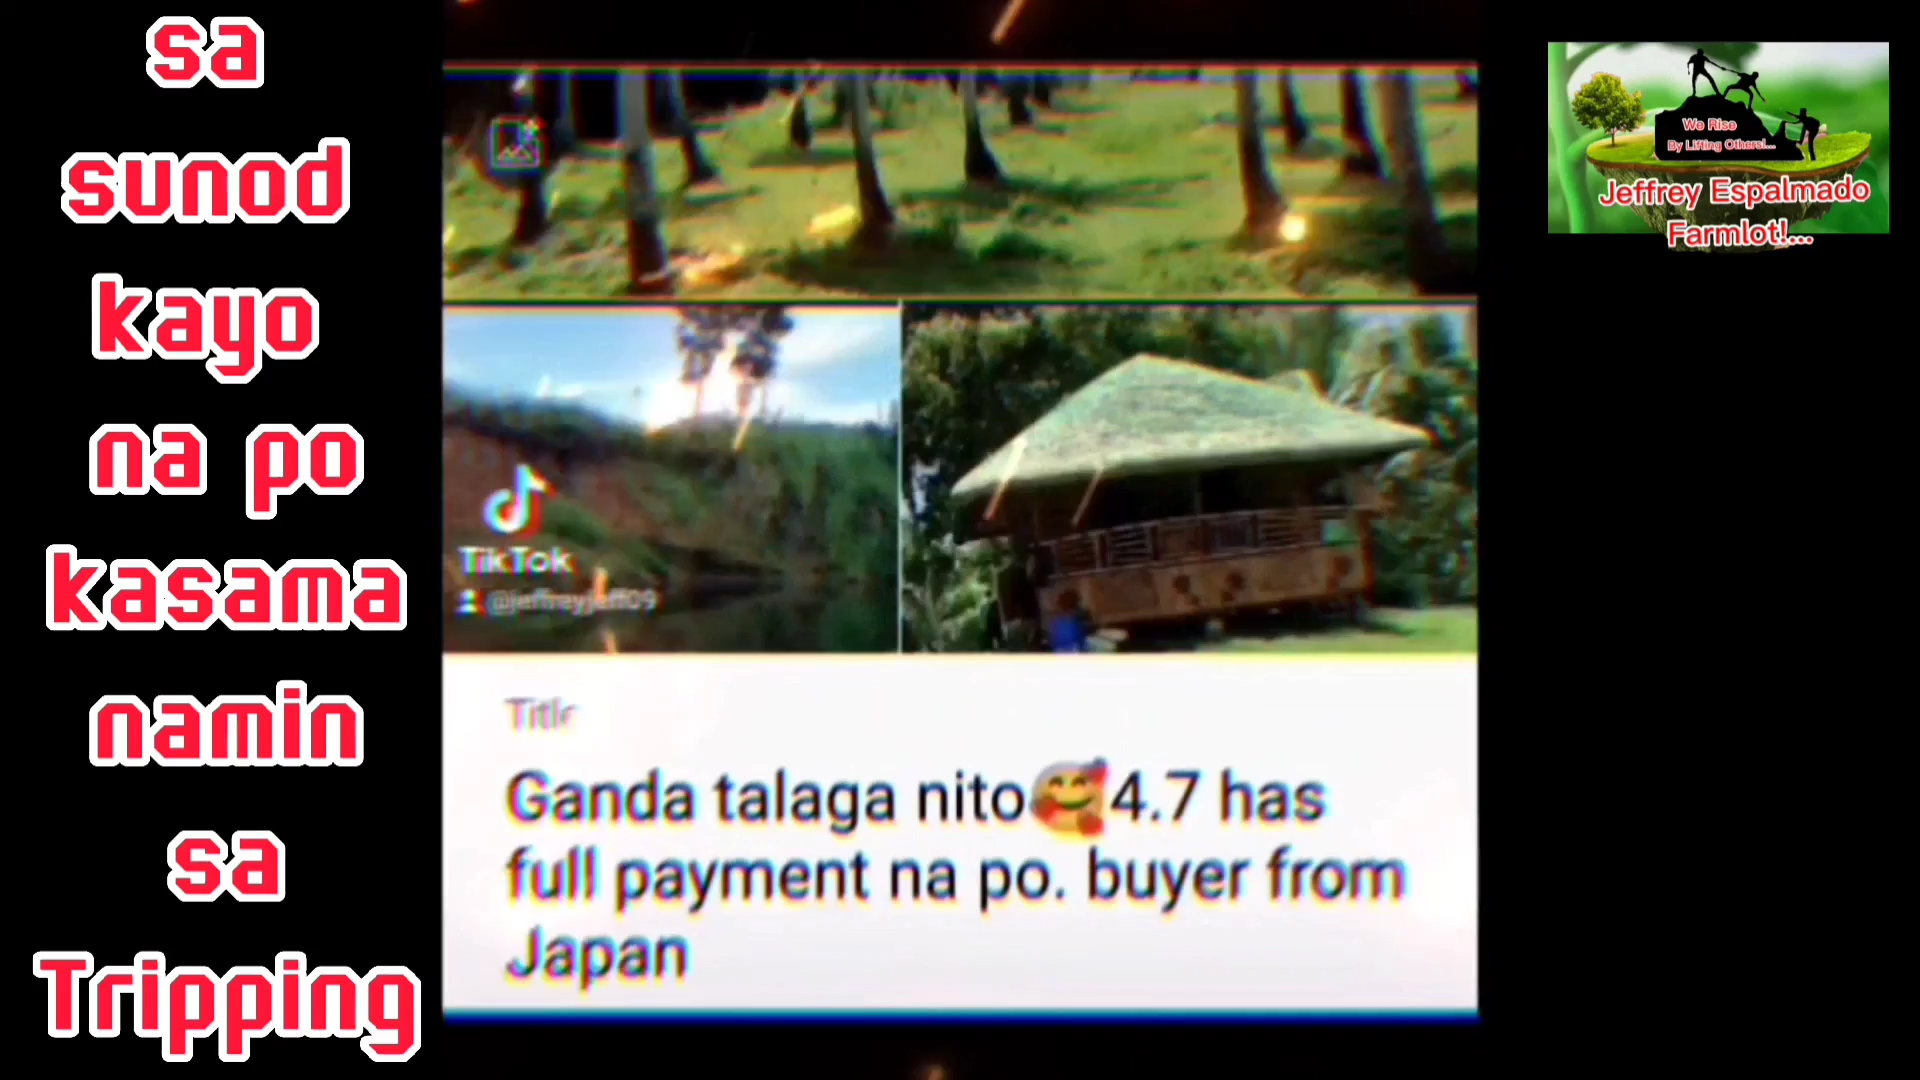 sa
sunod
kayo
na po
kasama
namin
sa
Tripping
We Rise
By Lifting Others!...
Jeffrey Espalmado
Farmlot!...
TikTok
@jeffreyjeff09
Title
Ganda talaga nito🥰4.7 has
full payment na po. buyer from
Japan